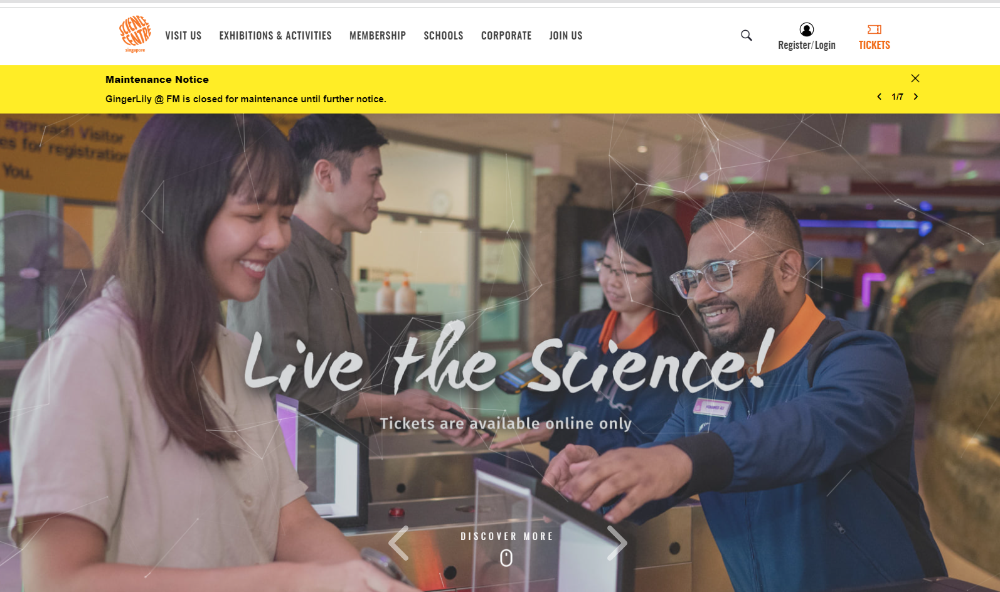 SCIENCE
CENTRE
singapore
VISIT US
EXHIBITIONS & ACTIVITIES
MEMBERSHIP
SCHOOLS
CORPORATE
JOIN US
Register/Login
TICKETS
Maintenance Notice
GingerLily @ FM is closed for maintenance until further notice.
1/7
approach Visitor
es for registration
You.
Live the Science!
Tickets are available online only
DISCOVER MORE